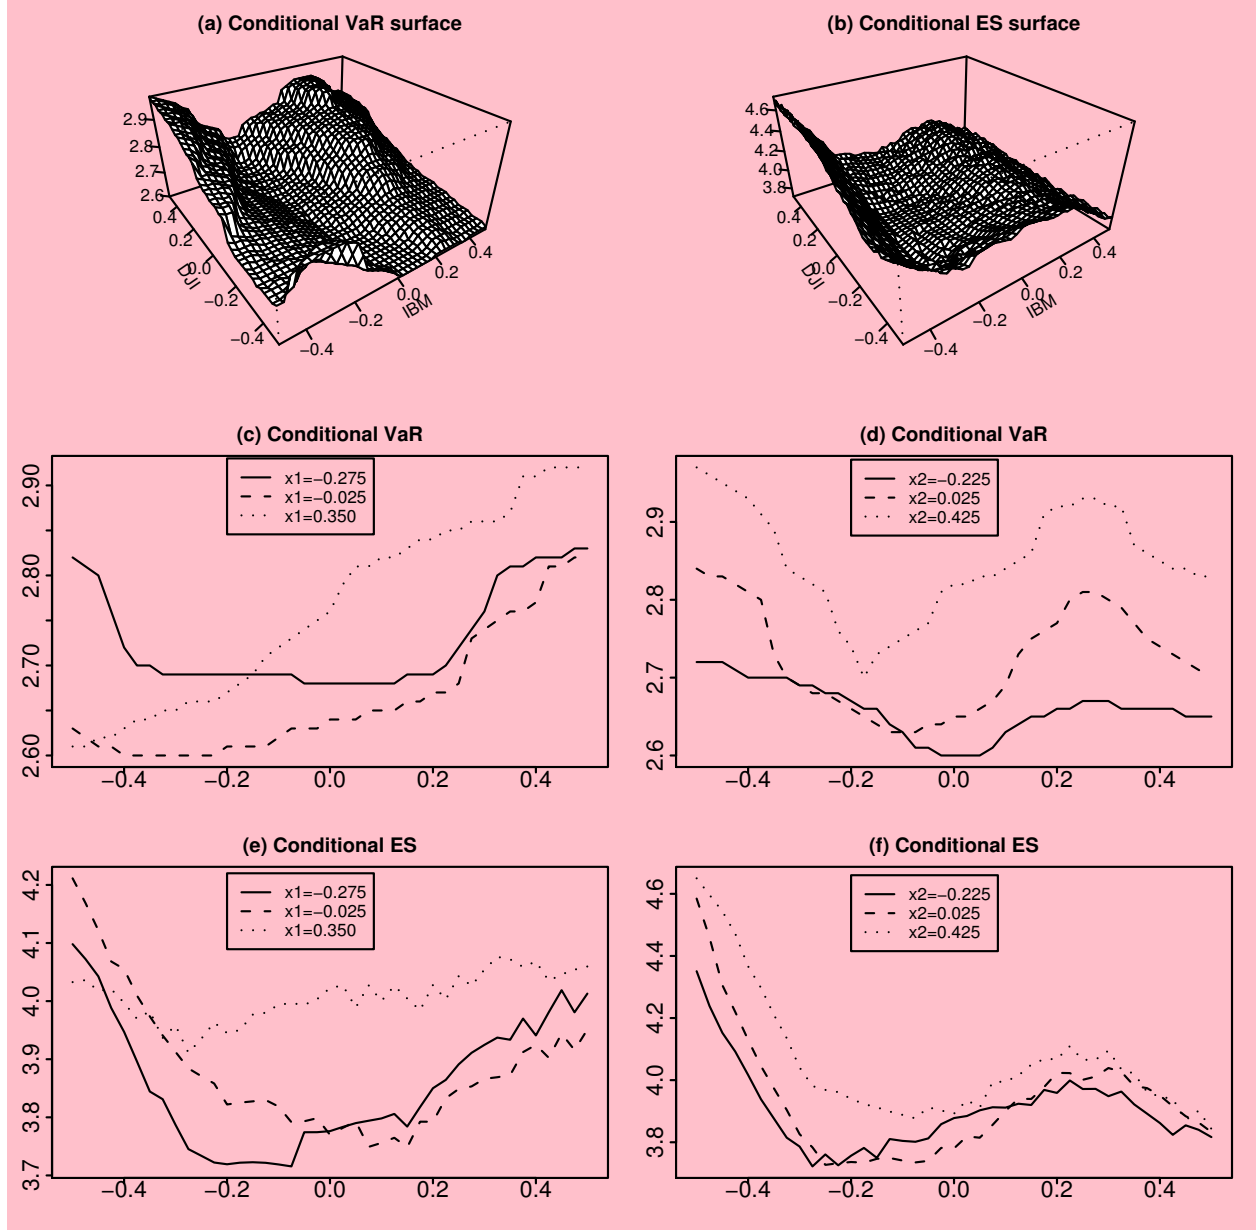 (a) Conditional VaR surface
2.9
2.8
2.7
2.6
0.4
0.2
0.0
−0.2
−0.4
DJI
−0.4
−0.2
0.0
0.2
0.4
IBM
(b) Conditional ES surface
4.6
4.4
4.2
4.0
3.8
0.4
0.2
0.0
−0.2
−0.4
DJI
−0.4
−0.2
0.0
0.2
0.4
IBM
(c) Conditional VaR
x1=−0.275
x1=−0.025
x1=0.350
2.90
2.80
2.70
2.60
−0.4 −0.2 0.0 0.2 0.4
(d) Conditional VaR
x2=−0.225
x2=0.025
x2=0.425
2.9
2.8
2.7
2.6
−0.4 −0.2 0.0 0.2 0.4
(e) Conditional ES
x1=−0.275
x1=−0.025
x1=0.350
4.2
4.1
4.0
3.9
3.8
3.7
−0.4 −0.2 0.0 0.2 0.4
(f) Conditional ES
x2=−0.225
x2=0.025
x2=0.425
4.6
4.4
4.2
4.0
3.8
−0.4 −0.2 0.0 0.2 0.4